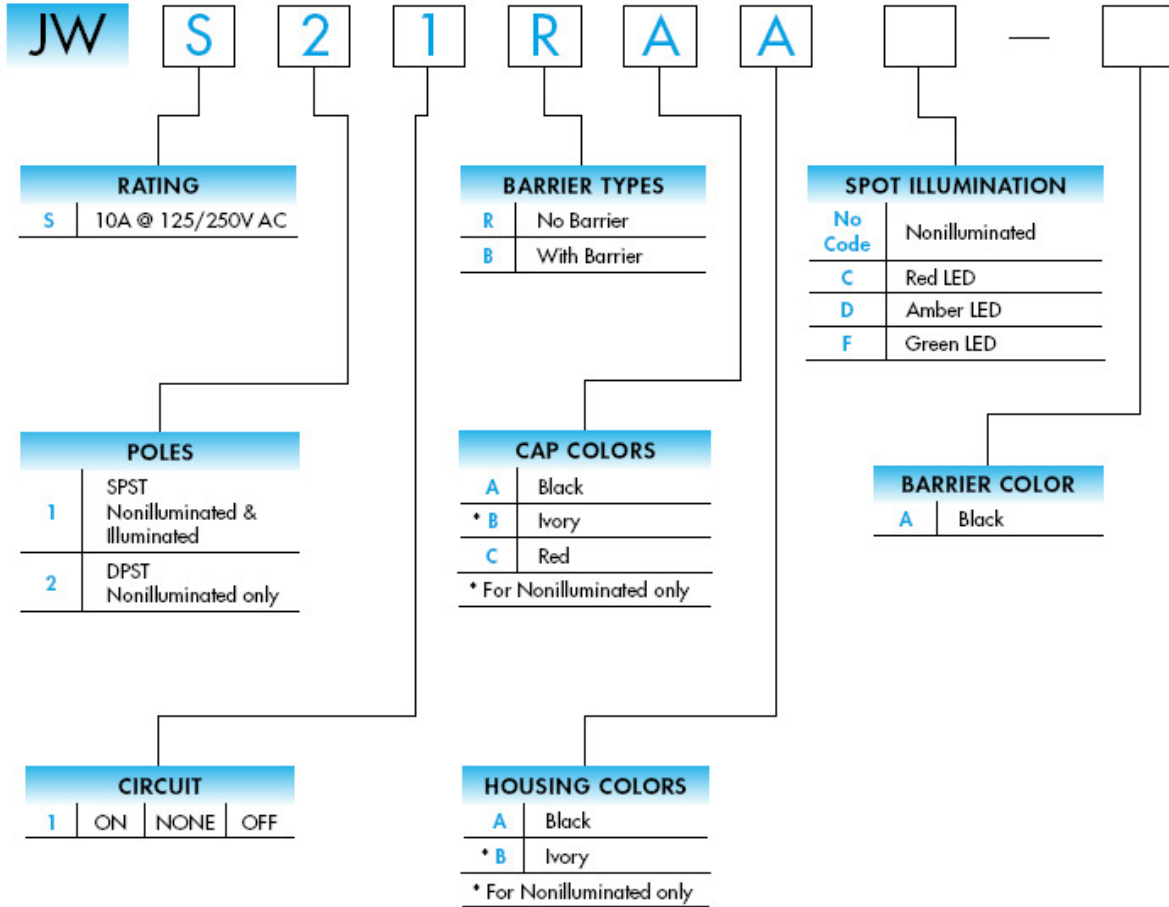 JW S 2 1 R A A —
RATING
S 10A @ 125/250V AC
BARRIER TYPES
R No Barrier
B With Barrier
SPOT ILLUMINATION
No Code Nonilluminated
C Red LED
D Amber LED
F Green LED
POLES
1 SPST
Nonilluminated &
Illuminated
2 DPST
Nonilluminated only
CAP COLORS
A Black
* B Ivory
C Red
* For Nonilluminated only
BARRIER COLOR
A Black
CIRCUIT
1 ON NONE OFF
HOUSING COLORS
A Black
* B Ivory
* For Nonilluminated only